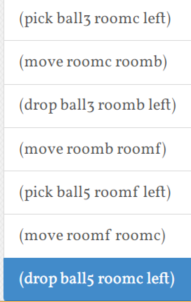 (pick ball3 roomc left)
(move roomc roomb)
(drop ball3 roomb left)
(move roomb roomf)
(pick ball5 roomf left)
(move roomf roomc)
(drop ball5 roomc left)